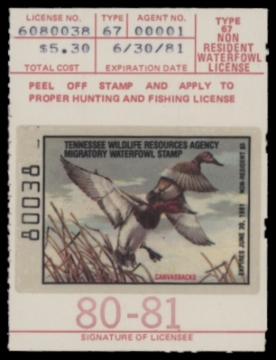 LICENSE NO. TYPE AGENT NO.
6080038 67 00001
$5.30 6/30/81
TOTAL COST EXPIRATION DATE
TYPE
67
NON
RESIDENT
WATERFOWL
LICENSE
PEEL OFF STAMP AND APPLY TO
PROPER HUNTING AND FISHING LICENSE
80038
TENNESSEE WILDLIFE RESOURCES AGENCY
MIGRATORY WATERFOWL STAMP
CANVASBACKS
EXPIRES JUNE 30, 1981 NON-RESIDENT $5
80-81
SIGNATURE OF LICENSEE